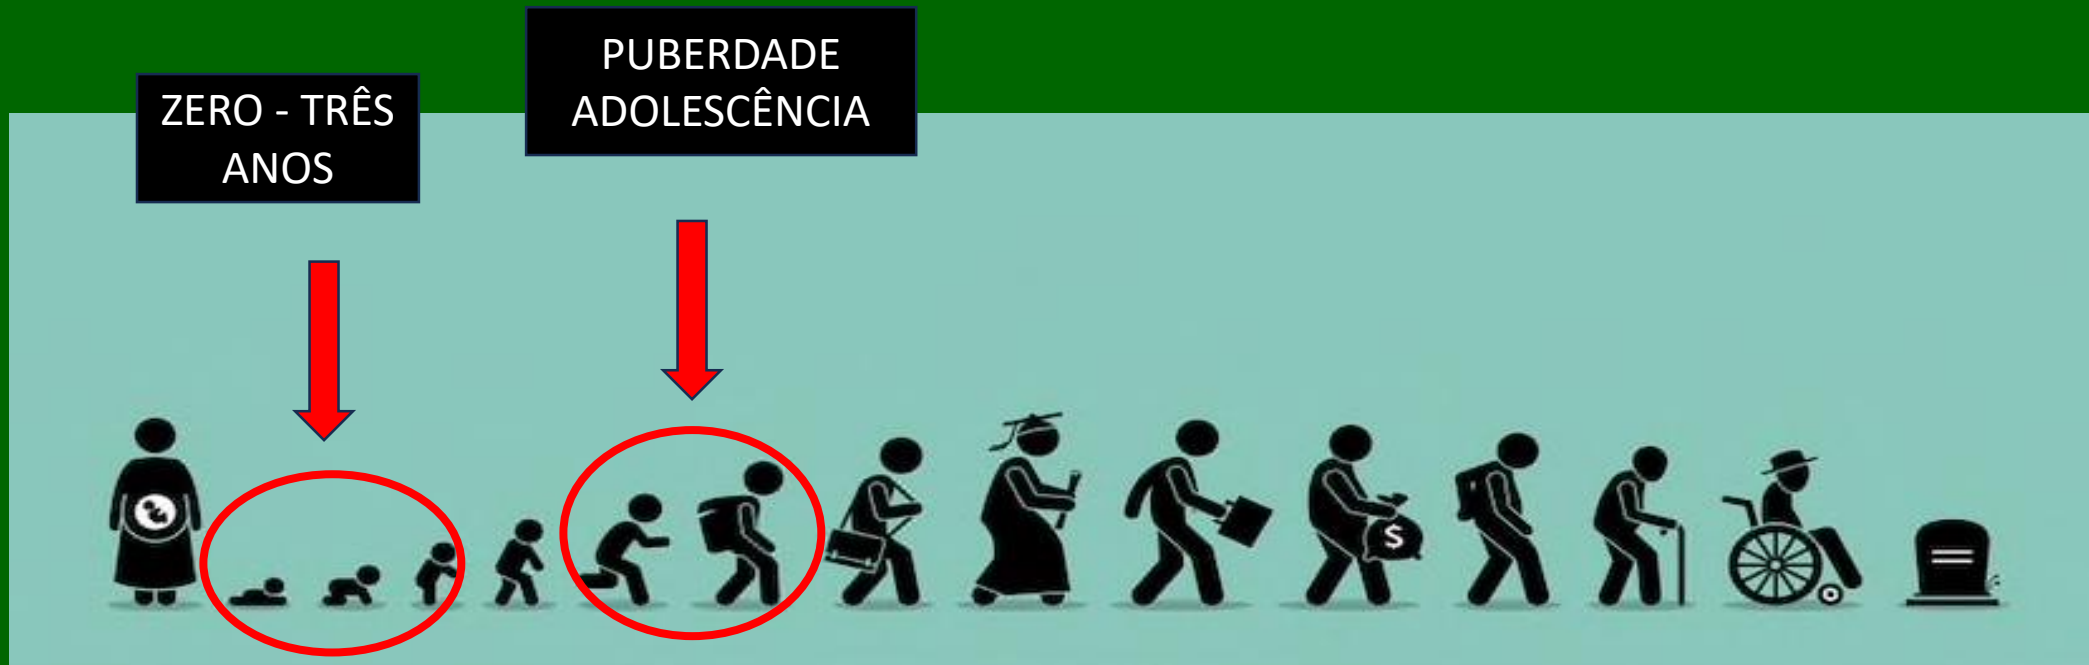 ZERO - TRÊS
ANOS
PUBERDADE
ADOLESCÊNCIA
$